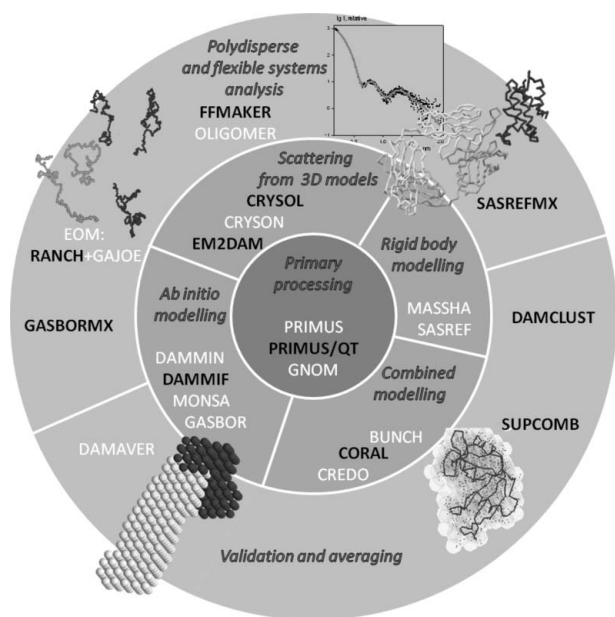 Polydisperse
and flexible systems
analysis
FFMAKER
OLIGOMER
lg I, relative
Scattering
from 3D models
CRYSOL
CRYSON
EM2DAM
SASREFMX
EOM:
RANCH+GAJOE
GASBORMX
Primary
processing
PRIMUS
PRIMUS/QT
GNOM
Rigid body
modelling
MASSHA
SASREF
DAMCLUST
Ab initio
modelling
DAMMIN
DAMMIF
MONSA
GASBOR
Combined
modelling
BUNCH
CORAL
CREDO
SUPCOMB
DAMAVER
Validation and averaging